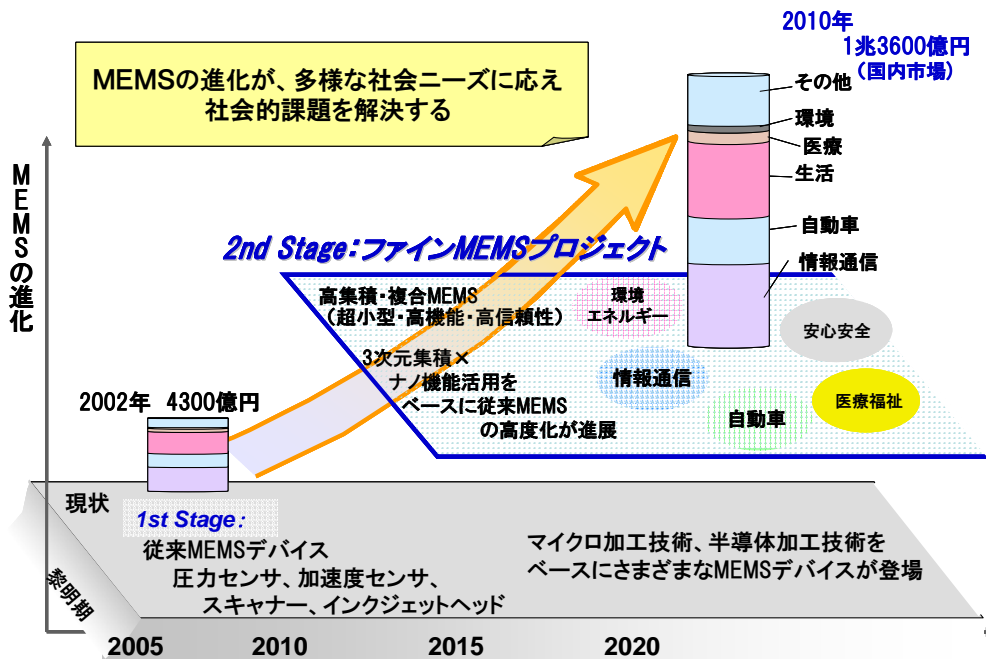 2010年
1兆3600億円
（国内市場）
MEMSの進化が、多様な社会ニーズに応え
社会的課題を解決する
その他
環境
医療
生活
自動車
情報通信
MEMSの進化
2nd Stage：ファインMEMSプロジェクト
高集積・複合MEMS
（超小型・高機能・高信頼性）
環境
エネルギー
安心安全
3次元集積×
ナノ機能活用を
ベースに従来MEMS
の高度化が進展
情報通信
医療福祉
自動車
2002年 4300億円
現状
1st Stage：
従来MEMSデバイス
圧力センサ、加速度センサ、
スキャナー、インクジェットヘッド
マイクロ加工技術、半導体加工技術を
ベースにさまざまなMEMSデバイスが登場
黎明期
2005 2010 2015 2020